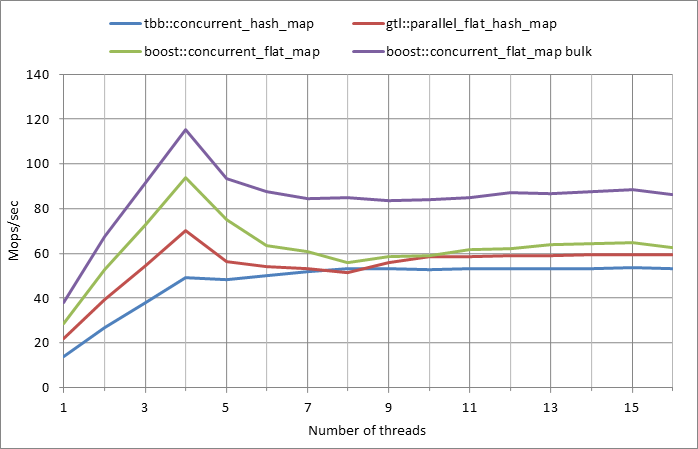 tbb::concurrent_hash_map gtl::parallel_flat_hash_map
boost::concurrent_flat_map boost::concurrent_flat_map bulk
140
120
100
80
60
40
20
0
Mops/sec
1 3 5 7 9 11 13 15
Number of threads